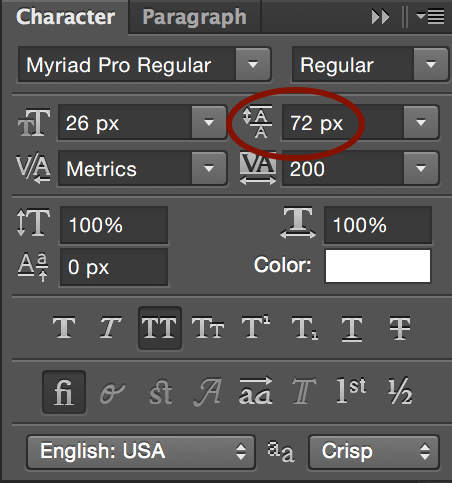 Character Paragraph
Myriad Pro Regular Regular
26 px 72 px
Metrics 200
100% 100%
0 px Color:
T T TT TT T¹ T₁ T T
fi st A aa T 1st ½
English: USA aa Crisp